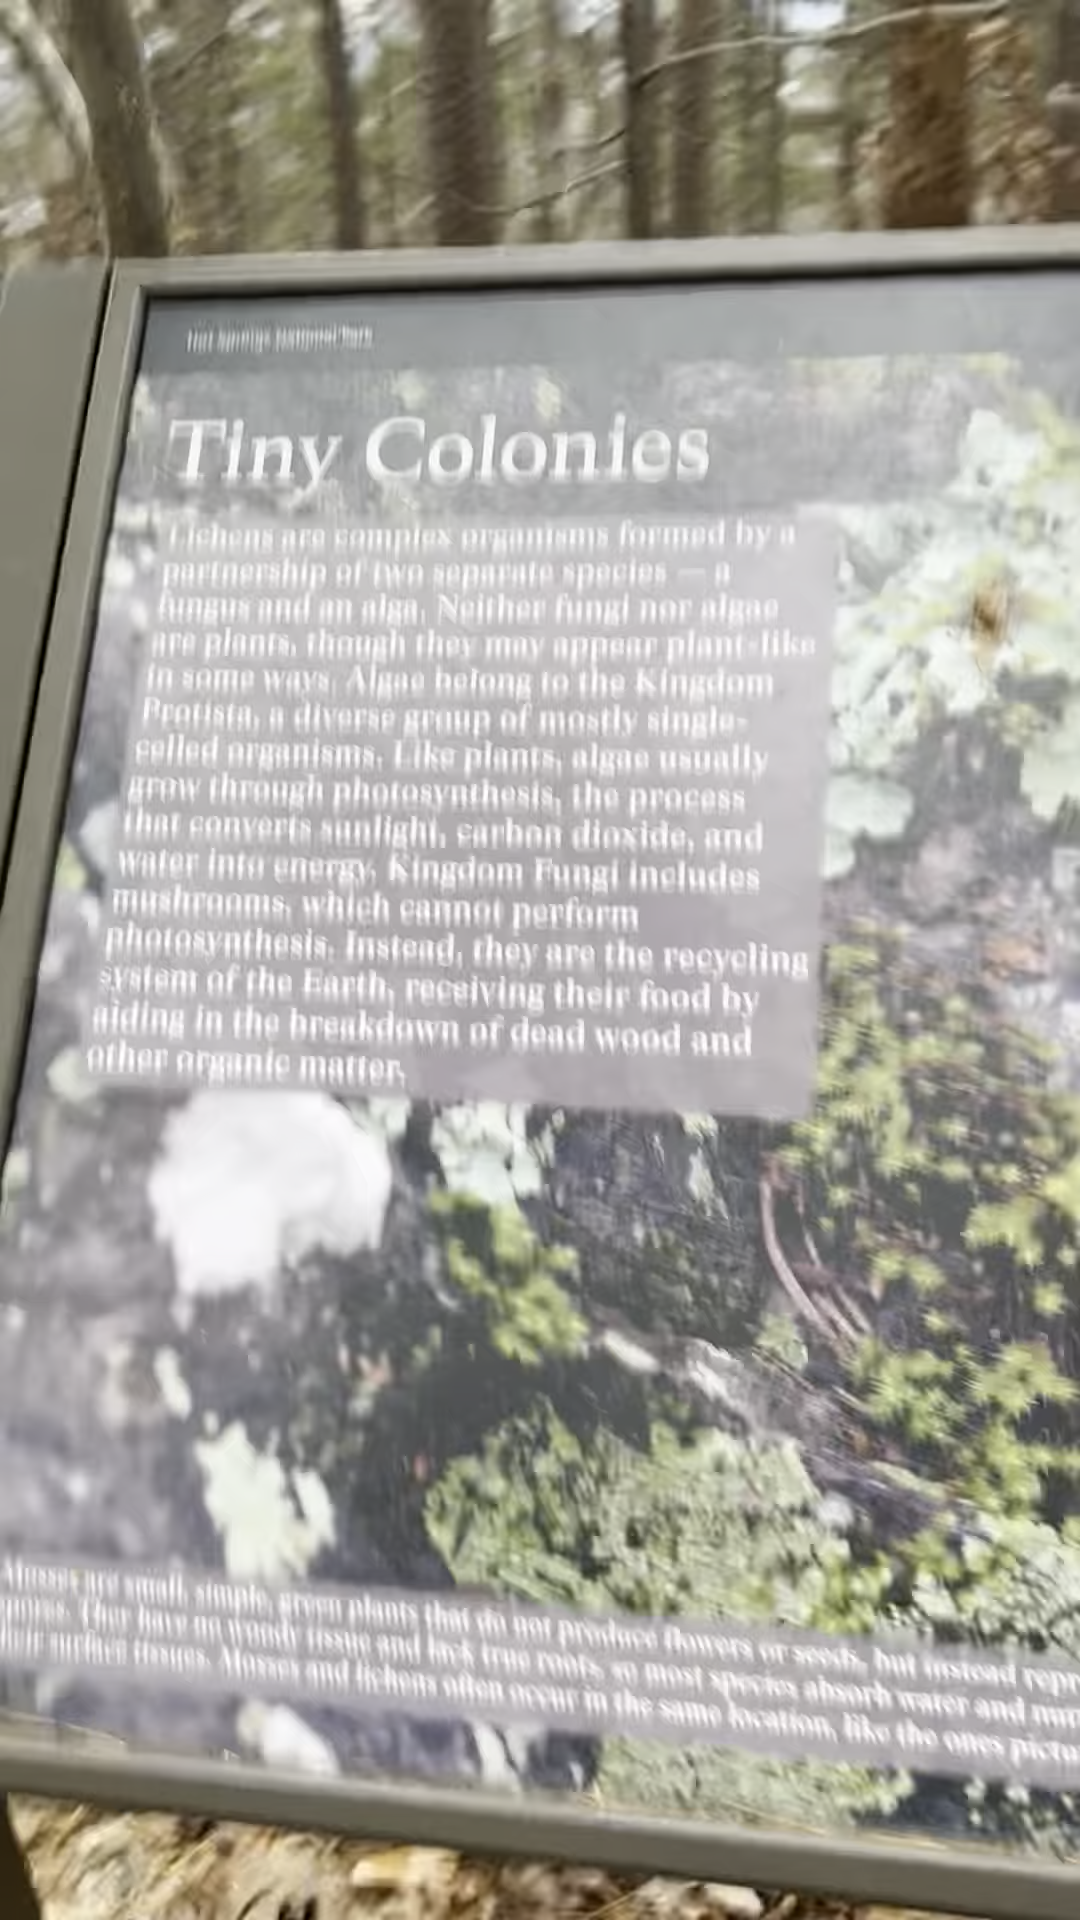 Hot Springs National Park
Tiny Colonies
Lichens are complex organisms formed by a
partnership of two separate species — a
fungus and an alga. Neither fungi nor algae
are plants, though they may appear plant-like
in some ways. Algae belong to the Kingdom
Protista, a diverse group of mostly single-
celled organisms. Like plants, algae usually
grow through photosynthesis, the process
that converts sunlight, carbon dioxide, and
water into energy. Kingdom Fungi includes
mushrooms, which cannot perform
photosynthesis. Instead, they are the recycling
system of the Earth, receiving their food by
aiding in the breakdown of dead wood and
other organic matter.
Mosses are small, simple, green plants that do not produce flowers or seeds, but instead
They have no woody tissue and lack true roots, so most species absorb water and
surface tissues. Mosses and lichens often occur in the same location, like the ones